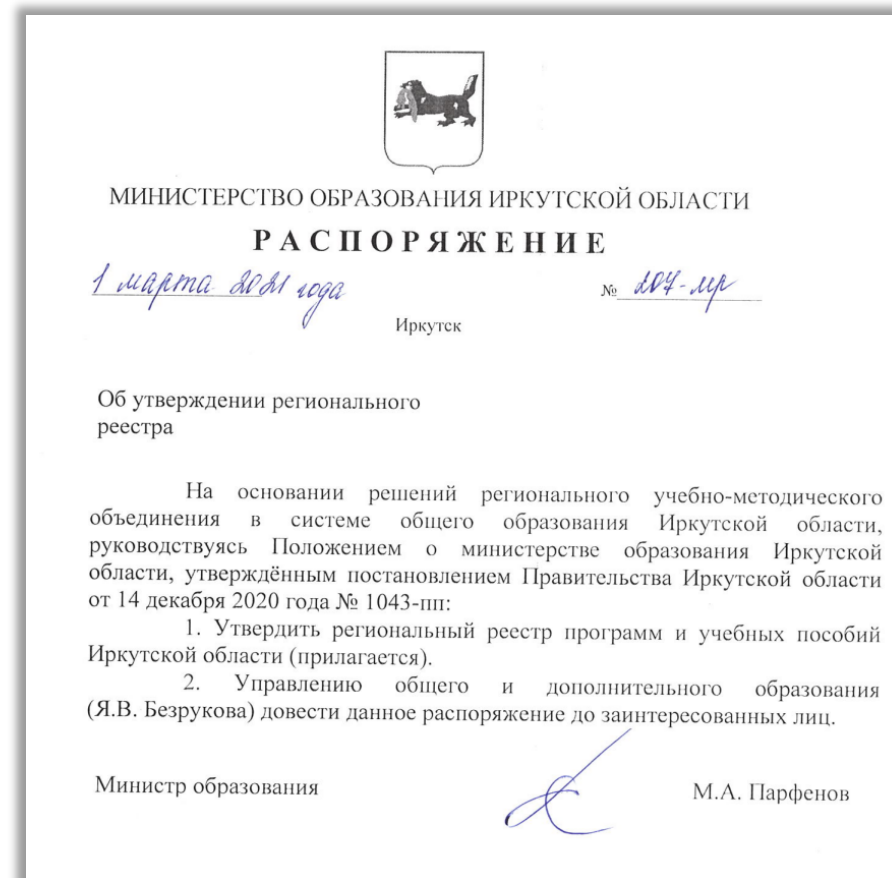 МИНИСТЕРСТВО ОБРАЗОВАНИЯ ИРКУТСКОЙ ОБЛАСТИ
РАСПОРЯЖЕНИЕ
1 марта 2021 года № 207-мр
Иркутск
Об утверждении регионального
реестра
На основании решений регионального учебно-методического
объединения в системе общего образования Иркутской области,
руководствуясь Положением о министерстве образования Иркутской
области, утверждённым постановлением Правительства Иркутской области
от 14 декабря 2020 года № 1043-пп:
1. Утвердить региональный реестр программ и учебных пособий
Иркутской области (прилагается).
2. Управлению общего и дополнительного образования
(Я.В. Безрукова) довести данное распоряжение до заинтересованных лиц.
Министр образования М.А. Парфенов